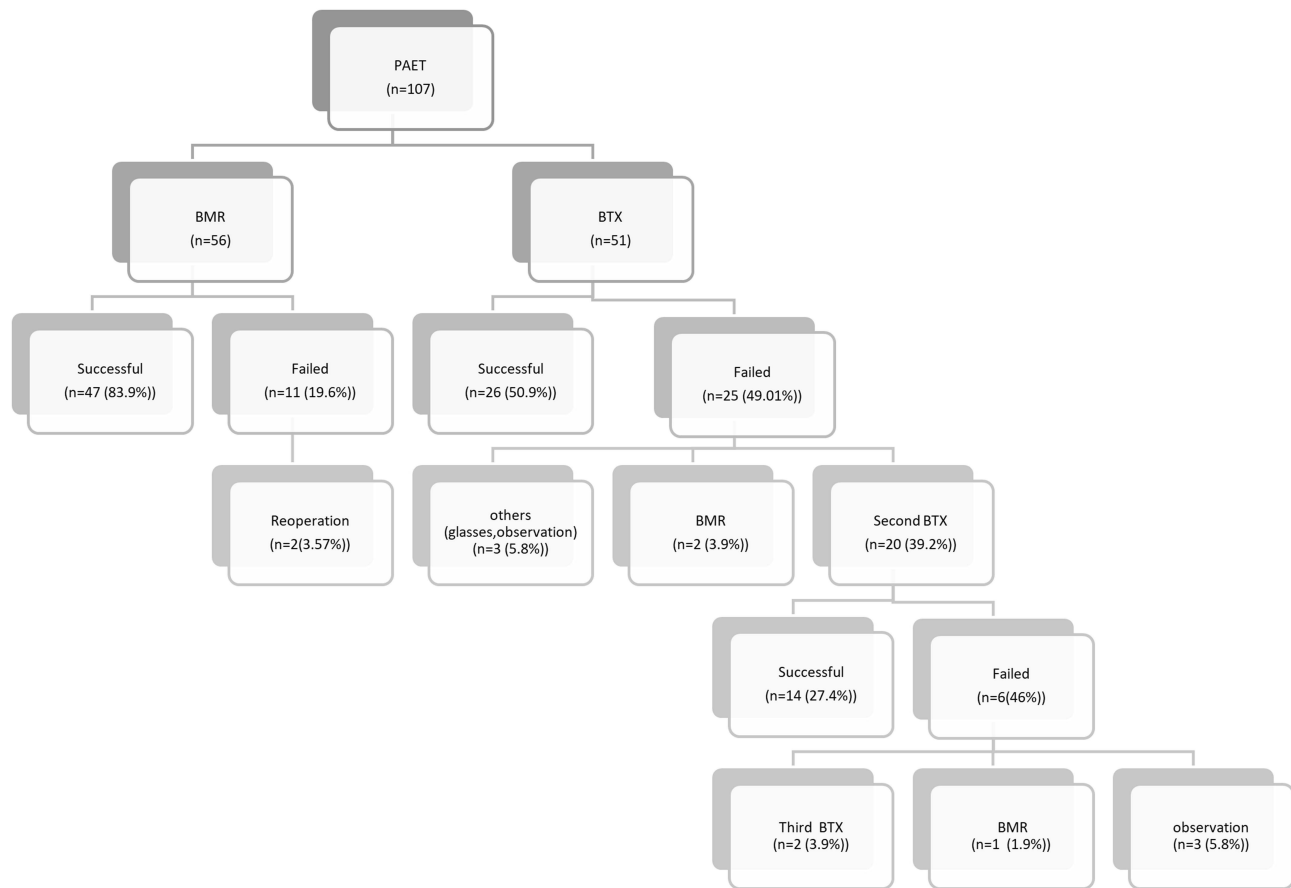 PAET
(n=107)
BMR
(n=56)
BTX
(n=51)
Successful
(n=47 (83.9%))
Failed
(n=11 (19.6%))
Successful
(n=26 (50.9%))
Failed
(n=25 (49.01%))
Reoperation
(n=2(3.57%))
others
(glasses,observation)
(n=3 (5.8%))
BMR
(n=2 (3.9%))
Second BTX
(n=20 (39.2%))
Successful
(n=14 (27.4%))
Failed
(n=6(46%))
Third BTX
(n=2 (3.9%))
BMR
(n=1 (1.9%))
observation
(n=3 (5.8%))